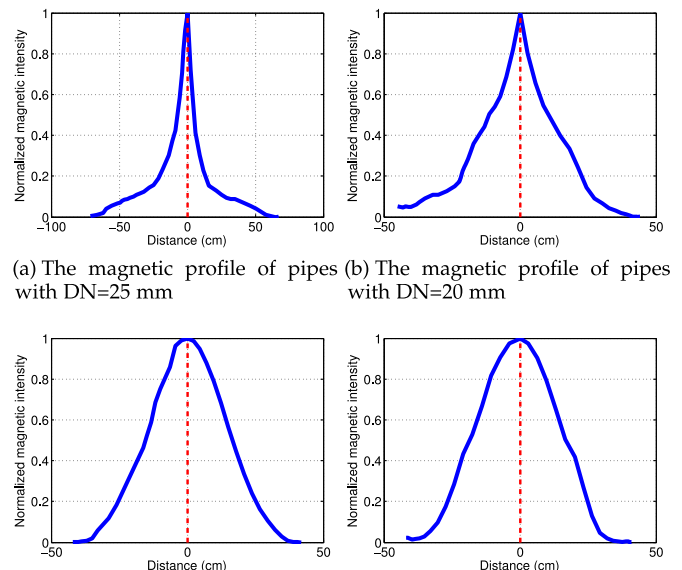 1
0.8
0.6
0.4
0.2
0
−100 −50 0 50 100
Normalized magnetic intensity
Distance (cm)
1
0.8
0.6
0.4
0.2
0
−50 0 50
Normalized magnetic intensity
Distance (cm)
(a) The magnetic profile of pipes
with DN=25 mm
(b) The magnetic profile of pipes
with DN=20 mm
1
0.8
0.6
0.4
0.2
0
−50 0 50
Normalized magnetic intensity
Distance (cm)
1
0.8
0.6
0.4
0.2
0
−50 0 50
Normalized magnetic intensity
Distance (cm)